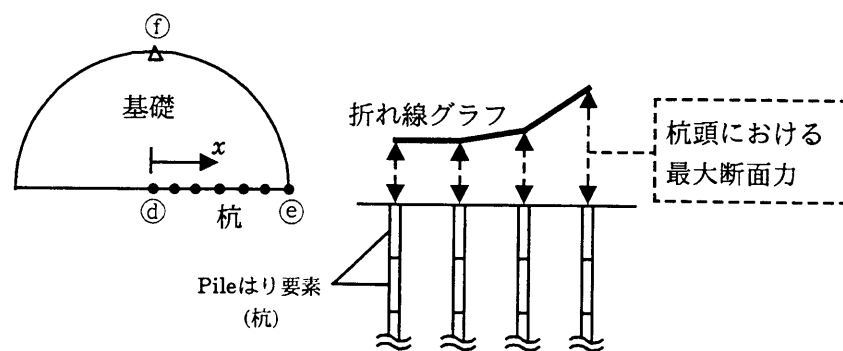 ⓕ
基礎
x
ⓓ
ⓔ
杭
折れ線グラフ
杭頭における
最大断面力
Pileはり要素
(杭)